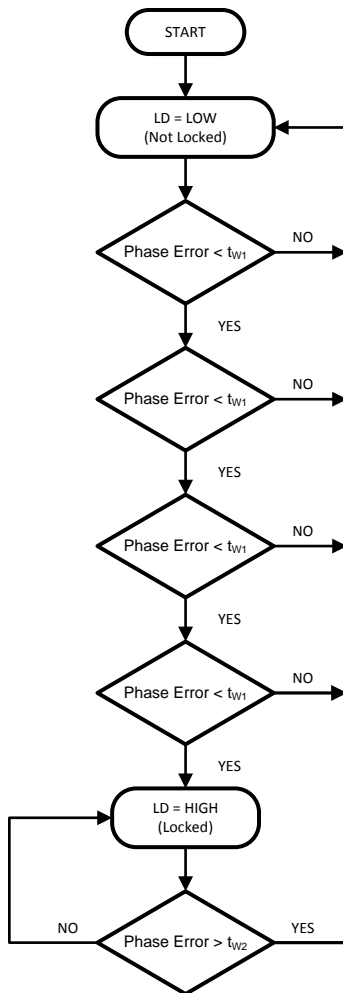 START
LD = LOW
(Not Locked)
Phase Error < tW1
NO
YES
Phase Error < tW1
NO
YES
Phase Error < tW1
NO
YES
Phase Error < tW1
NO
YES
LD = HIGH
(Locked)
NO
Phase Error > tW2
YES